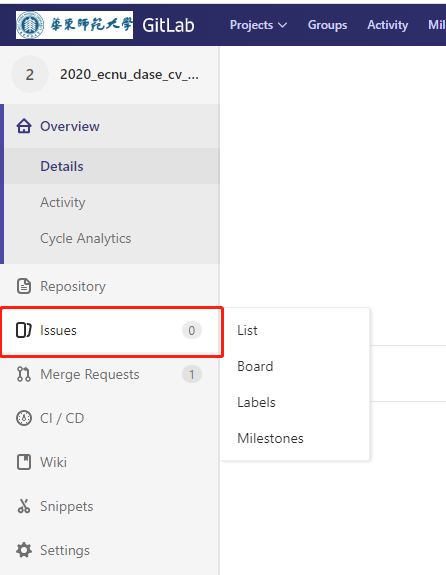 華東師範大學 GitLab Projects Groups Activity Mil
2 2020_ecnu_dase_cv_...
Overview
Details
Activity
Cycle Analytics
Repository
Issues 0
List
Board
Labels
Milestones
Merge Requests 1
CI / CD
Wiki
Snippets
Settings